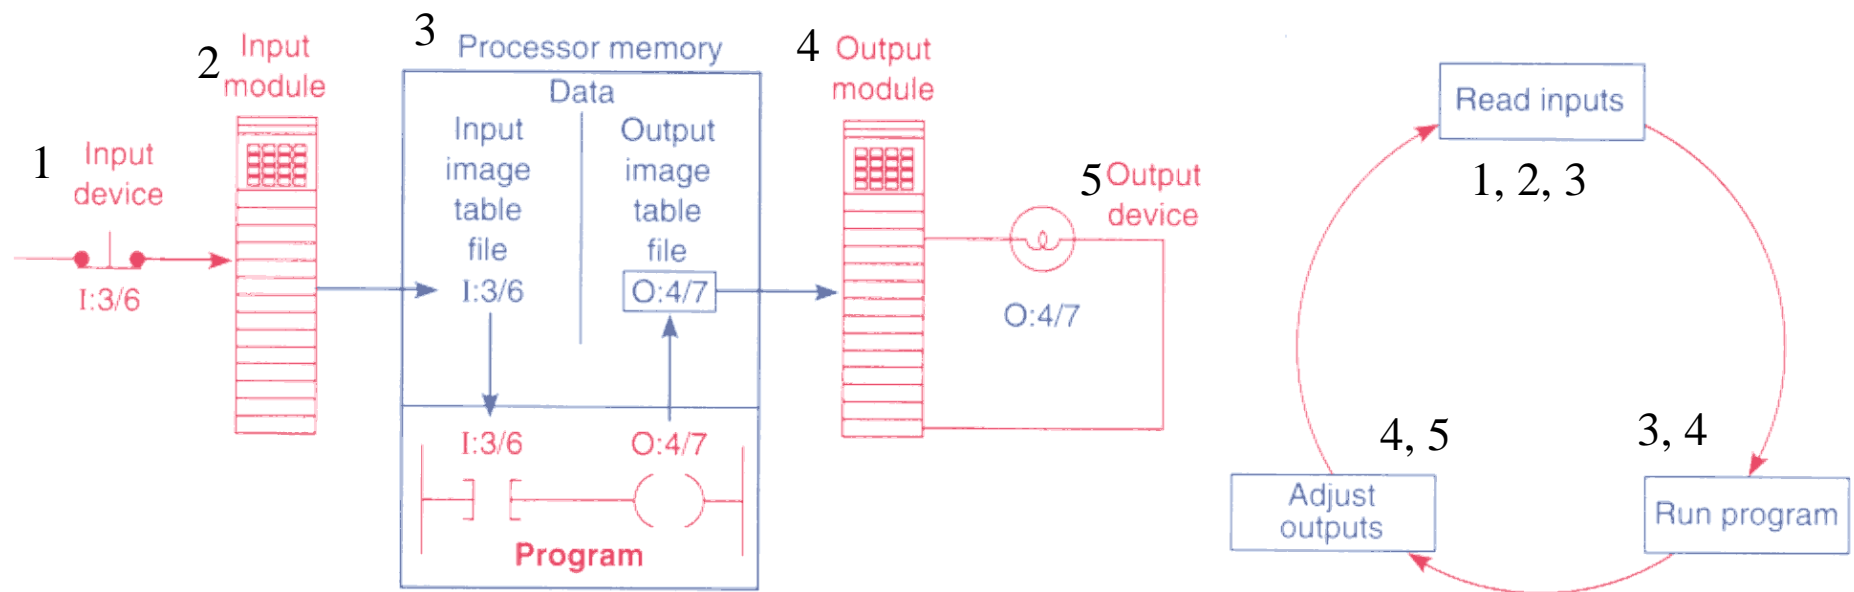 1
Input
device
I:3/6
2
Input
module
3
Processor memory
Data
Input
image
table
file
I:3/6
Output
image
table
file
O:4/7
I:3/6
O:4/7
Program
4
Output
module
5
Output
device
O:4/7
Read inputs
1, 2, 3
3, 4
Run program
4, 5
Adjust
outputs